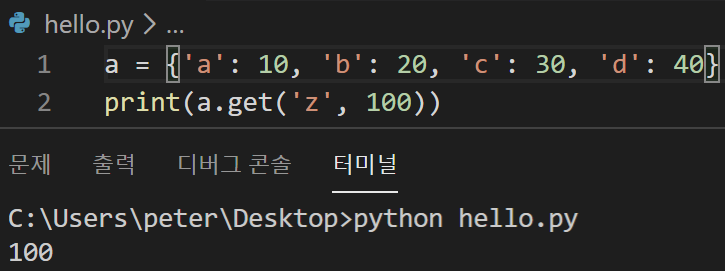 hello.py > ...
1 a = {'a': 10, 'b': 20, 'c': 30, 'd': 40}
2 print(a.get('z', 100))
문제 출력 디버그 콘솔 터미널
C:\Users\peter\Desktop>python hello.py
100